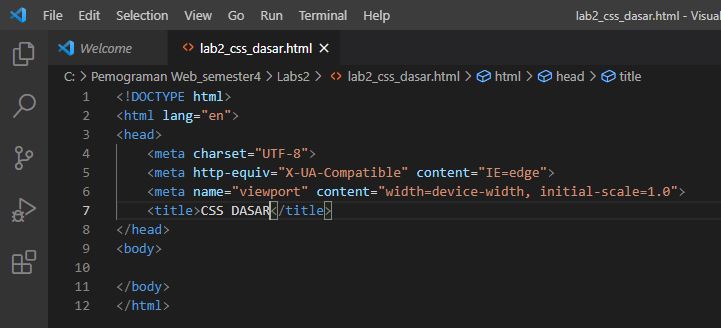 File Edit Selection View Go Run Terminal Help lab2_css_dasar.html - Visual
Welcome lab2_css_dasar.html
C: > Pemograman Web_semester4 > Labs2 > lab2_css_dasar.html > html > head > title
1 <!DOCTYPE html>
2 <html lang="en">
3 <head>
4 <meta charset="UTF-8">
5 <meta http-equiv="X-UA-Compatible" content="IE=edge">
6 <meta name="viewport" content="width=device-width, initial-scale=1.0">
7 <title>CSS DASAR</title>
8 </head>
9 <body>
10
11 </body>
12 </html>